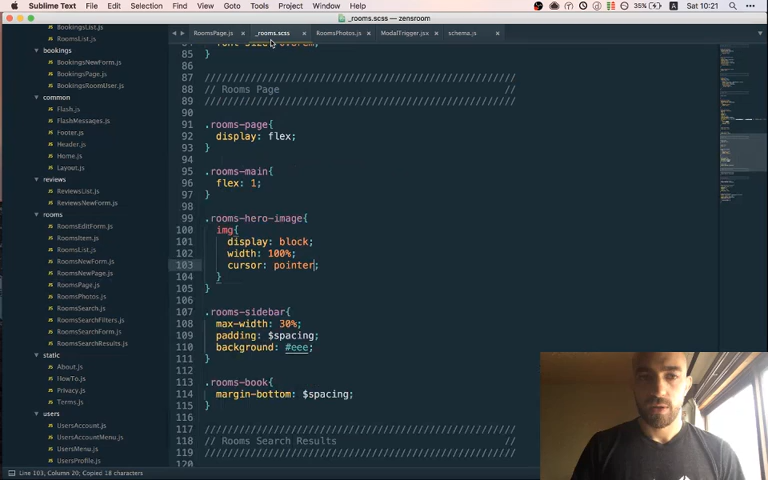 File Edit Selection Find View Goto Tools Project Window Help 35% Sat 10:21
_rooms.scss — zensroom
RoomsPage.js × _rooms.scss × RoomsPhotos.js × ModalTrigger.jsx × schema.js ×
BookingsList.js
RoomsList.js
bookings
BookingsNewForm.js
BookingsPage.js
BookingsRoomUser.js
common
Flash.js
FlashMessages.js
Footer.js
Header.js
Home.js
Layout.js
reviews
ReviewsList.js
ReviewsNewForm.js
rooms
RoomsEditForm.js
RoomsItem.js
RoomsList.js
RoomsNewForm.js
RoomsNewPage.js
RoomsPage.js
RoomsPhotos.js
RoomsSearch.js
RoomsSearchFilters.js
RoomsSearchForm.js
RoomsSearchResults.js
static
About.js
HowTo.js
Privacy.js
Terms.js
users
UsersAccount.js
UsersAccountMenu.js
UsersMenu.js
UsersProfile.js
85 }
86
87 /////////////////////////////////////////////////////
88 // Rooms Page //
89 /////////////////////////////////////////////////////
90
91 .rooms-page{
92 display: flex;
93 }
94
95 .rooms-main{
96 flex: 1;
97 }
98
99 .rooms-hero-image{
100 img{
101 display: block;
102 width: 100%;
103 cursor: pointer;
104 }
105 }
106
107 .rooms-sidebar{
108 max-width: 30%;
109 padding: $spacing;
110 background: #eee;
111 }
112
113 .rooms-book{
114 margin-bottom: $spacing;
115 }
116
117 /////////////////////////////////////////////////////
118 // Rooms Search Results //
119 /////////////////////////////////////////////////////
120
Line 103, Column 20; Copied 18 characters